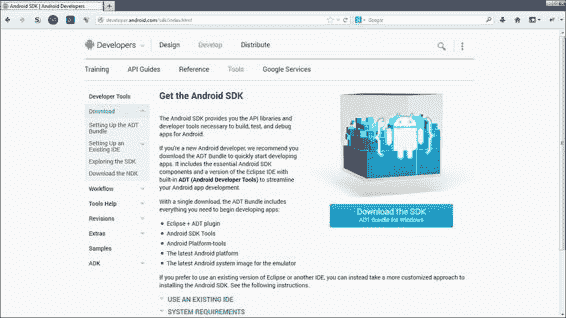 Android SDK | Android Developers
developer.android.com/sdk/index.html
Google
Developers
Design
Develop
Distribute
Training
API Guides
Reference
Tools
Google Services
Developer Tools
Download
Setting Up the ADT
Bundle
Setting Up an
Existing IDE
Exploring the SDK
Download the NDK
Workflow
Tools Help
Revisions
Extras
Samples
ADK
Get the Android SDK
The Android SDK provides you the API libraries and
developer tools necessary to build, test, and debug
apps for Android.
If you're a new Android developer, we recommend you
download the ADT Bundle to quickly start developing
apps. It includes the essential Android SDK
components and a version of the Eclipse IDE with
built-in ADT (Android Developer Tools) to streamline
your Android app development.
With a single download, the ADT Bundle includes
everything you need to begin developing apps:
• Eclipse + ADT plugin
• Android SDK Tools
• Android Platform-tools
• The latest Android platform
• The latest Android system image for the emulator
Download the SDK
ADT Bundle for Windows
If you prefer to use an existing version of Eclipse or another IDE, you can instead take a more customized approach to
installing the Android SDK. See the following instructions.
USE AN EXISTING IDE
SYSTEM REQUIREMENTS